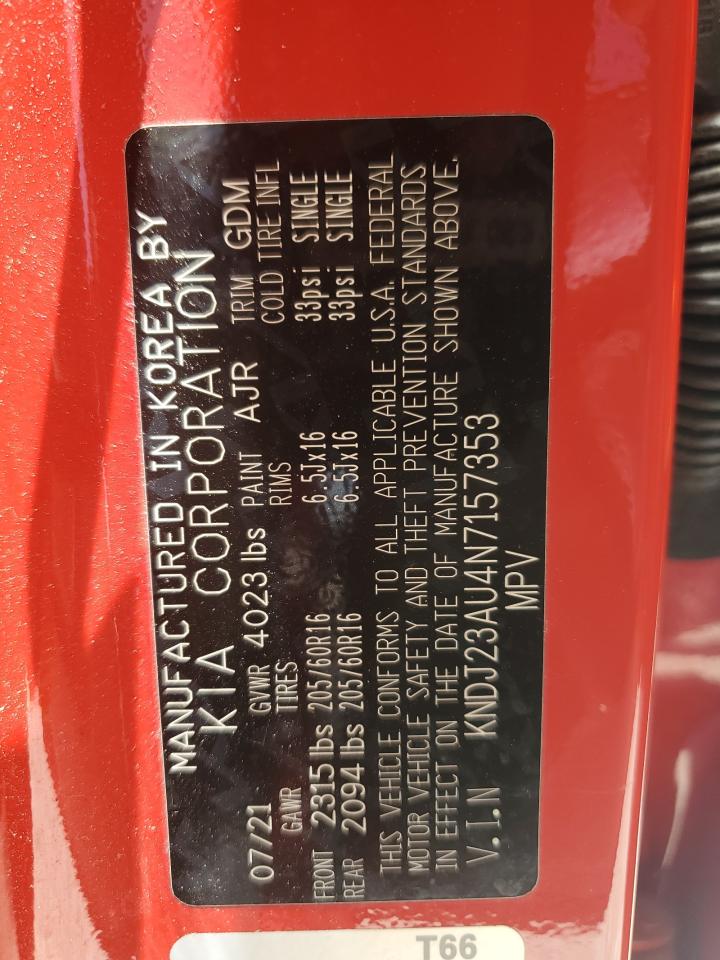 MANUFACTURED IN KOREA BY
KIA CORPORATION
07/21 GVWR 4023 lbs PAINT AJR TRIM GDM
GAWR TIRES RIMS COLD TIRE INFL
FRONT 2315 lbs 205/60R16 6.5Jx16 33psi SINGLE
REAR 2094 lbs 205/60R16 6.5Jx16 33psi SINGLE
THIS VEHICLE CONFORMS TO ALL APPLICABLE U.S.A. FEDERAL
MOTOR VEHICLE SAFETY AND THEFT PREVENTION STANDARDS
IN EFFECT ON THE DATE OF MANUFACTURE SHOWN ABOVE.
V.I.N KNDJ23AU4N7157353
MPV
T66